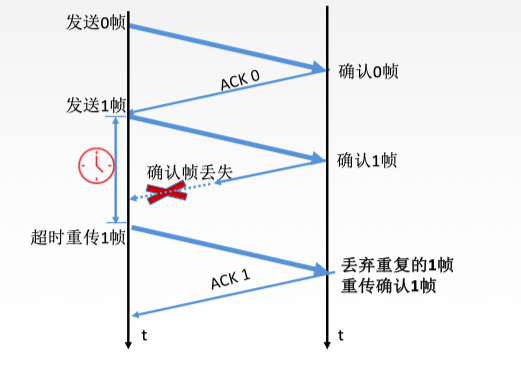 发送0帧
ACK 0
确认0帧
发送1帧
确认帧丢失
确认1帧
超时重传1帧
丢弃重复的1帧
重传确认1帧
ACK 1
t
t